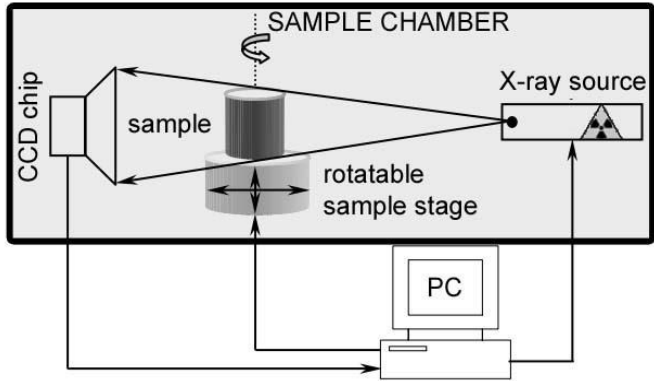 SAMPLE CHAMBER
X-ray source
CCD chip
sample
rotatable
sample stage
PC